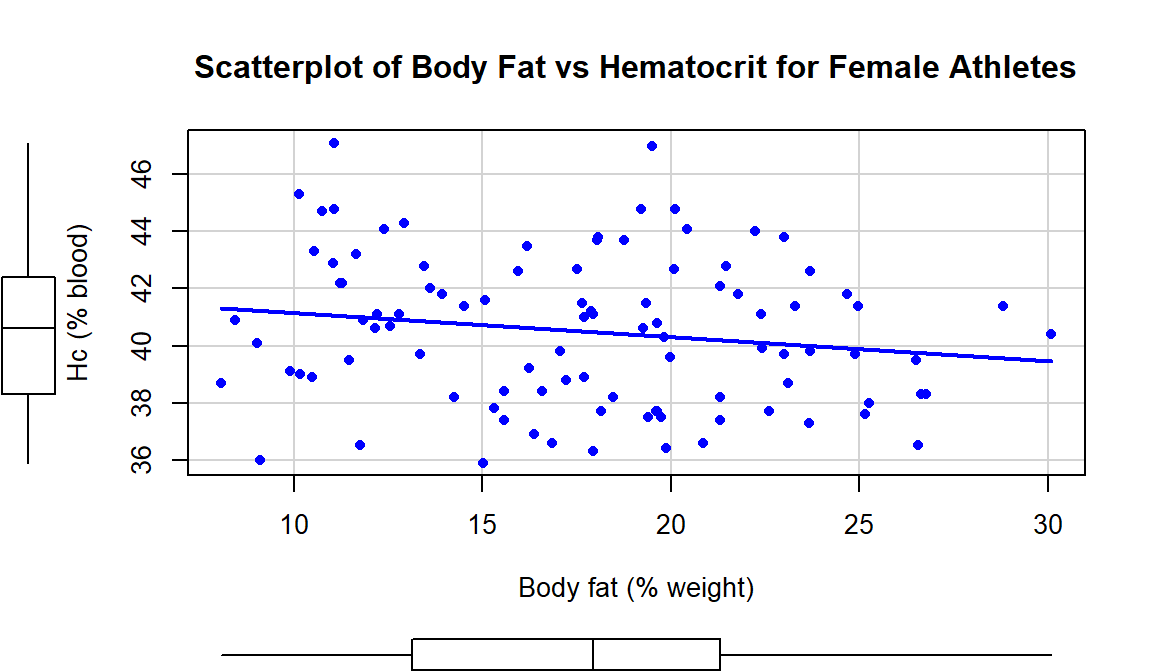 Scatterplot of Body Fat vs Hematocrit for Female Athletes
Hc (% blood)
46
44
42
40
38
36
10 15 20 25 30
Body fat (% weight)